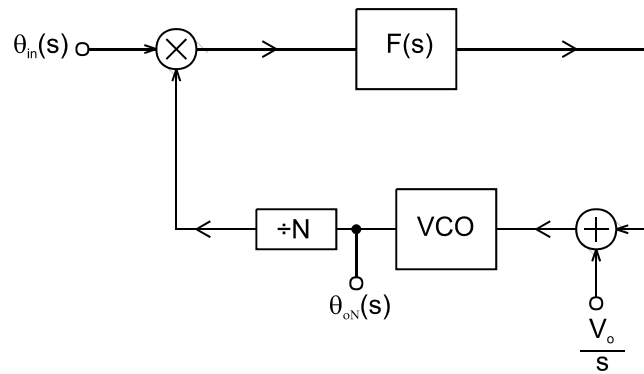 θin(s)
F(s)
÷N
VCO
θoN(s)
Vo
s